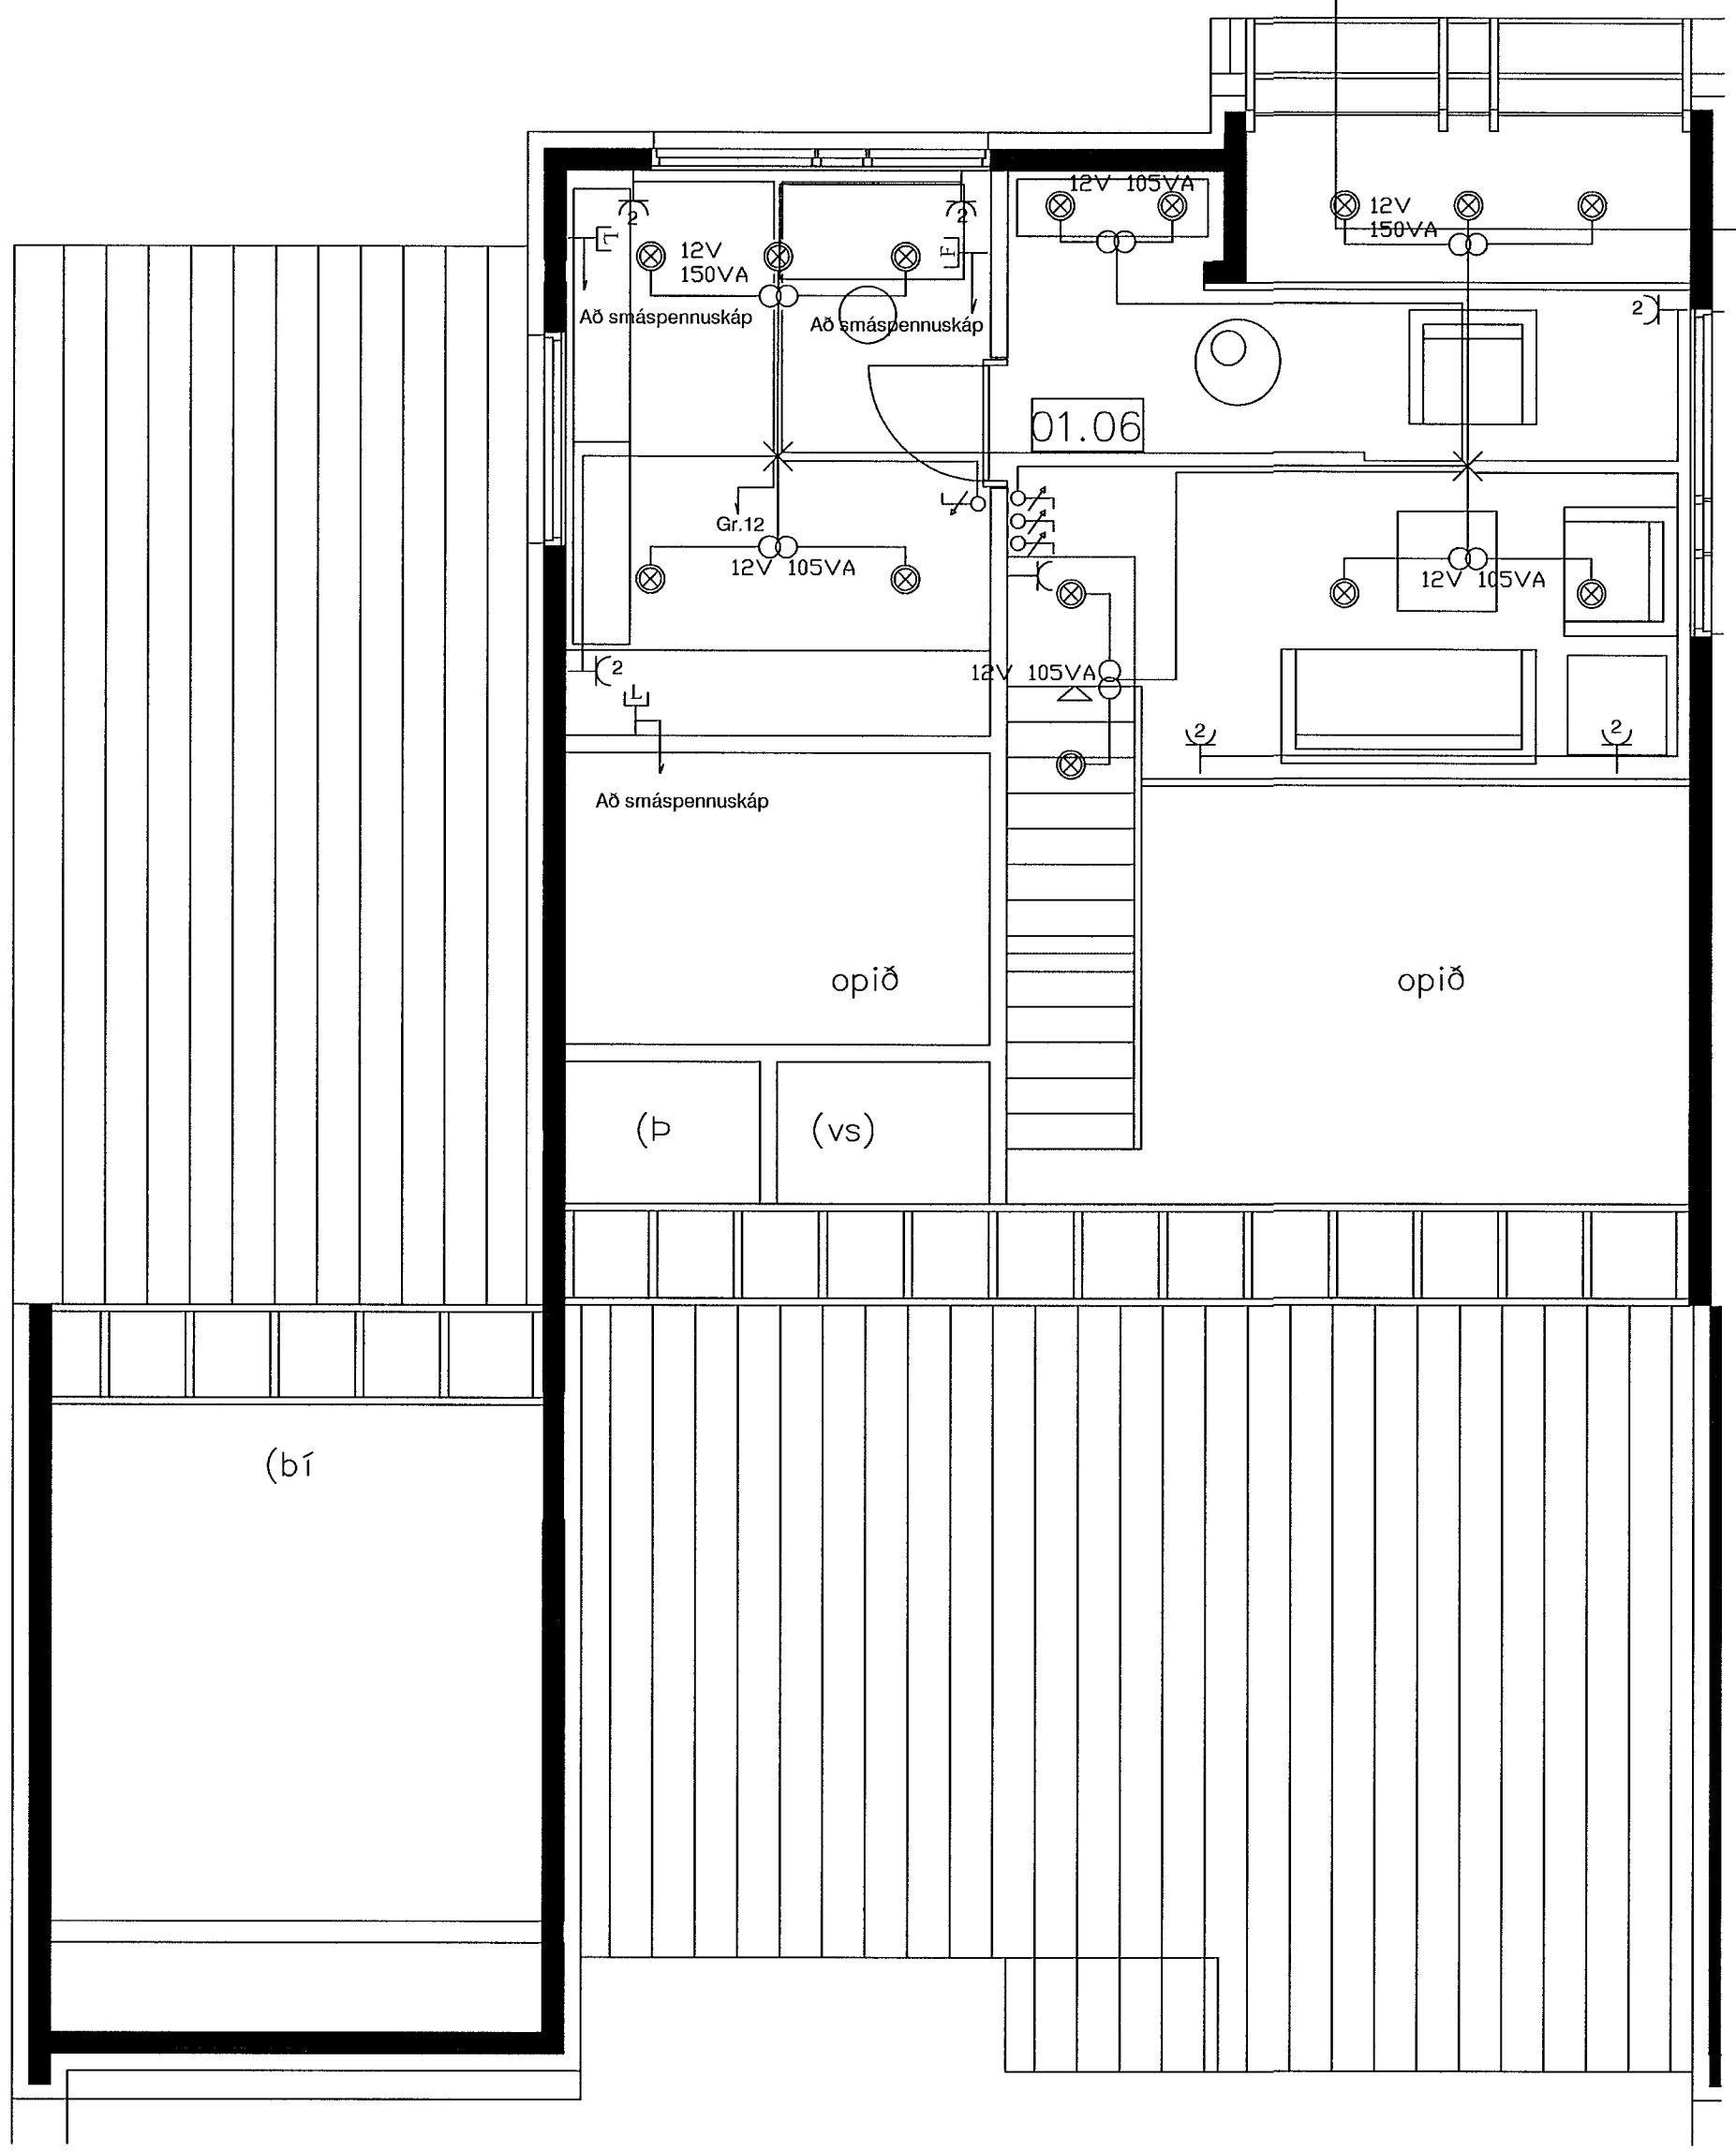 12V 105VA
12V
150VA
2
2
L
F
12V
150VA
2
Að smáspennuskáp
Að smáspennuskáp
01.06
Gr.12
12V 105VA
12V 105VA
2
L
12V 105VA
2
2
Að smáspennuskáp
opið
opið
(Þ
(vs)
(bí